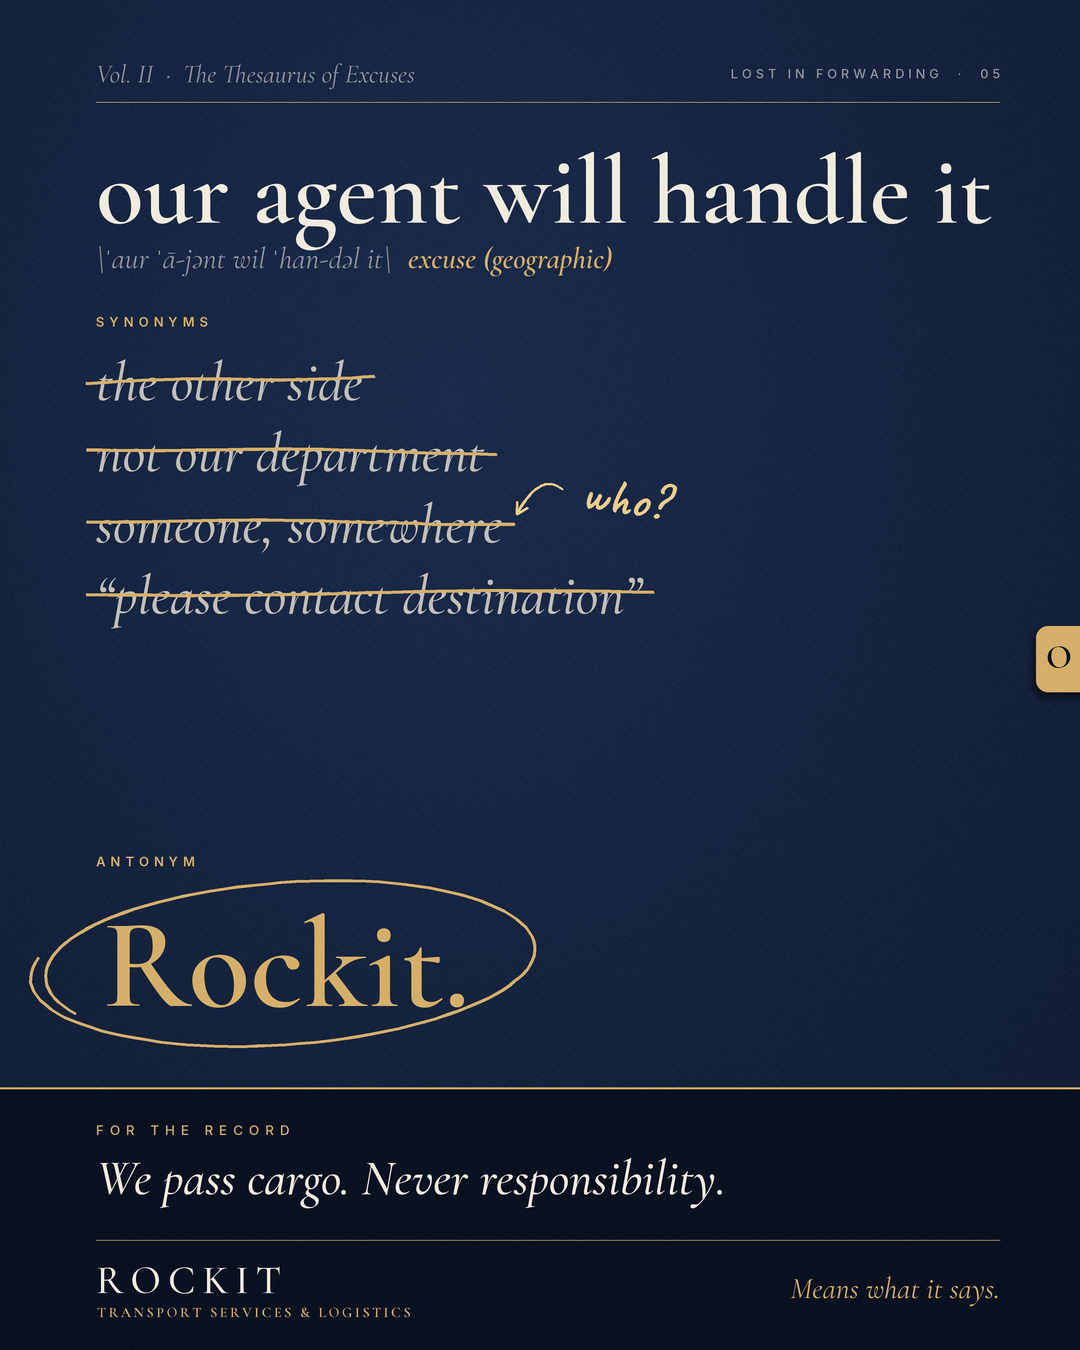 Vol. II · The Thesaurus of Excuses
LOST IN FORWARDING · 05
our agent will handle it
\ˈaur ˈā-jənt wil ˈhan-dəl it\ excuse (geographic)
SYNONYMS
the other side
not our department
who?
someone, somewhere
“please contact destination”
O
ANTONYM
Rockit.
FOR THE RECORD
We pass cargo. Never responsibility.
ROCKIT
TRANSPORT SERVICES & LOGISTICS
Means what it says.